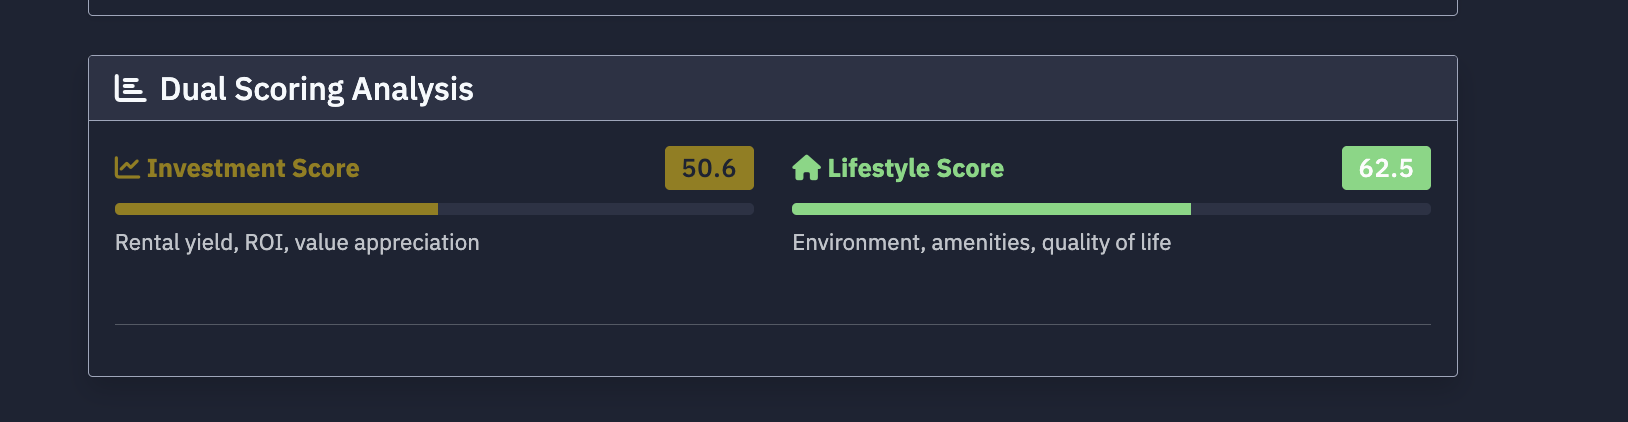 Dual Scoring Analysis
Investment Score 50.6
Rental yield, ROI, value appreciation
Lifestyle Score 62.5
Environment, amenities, quality of life